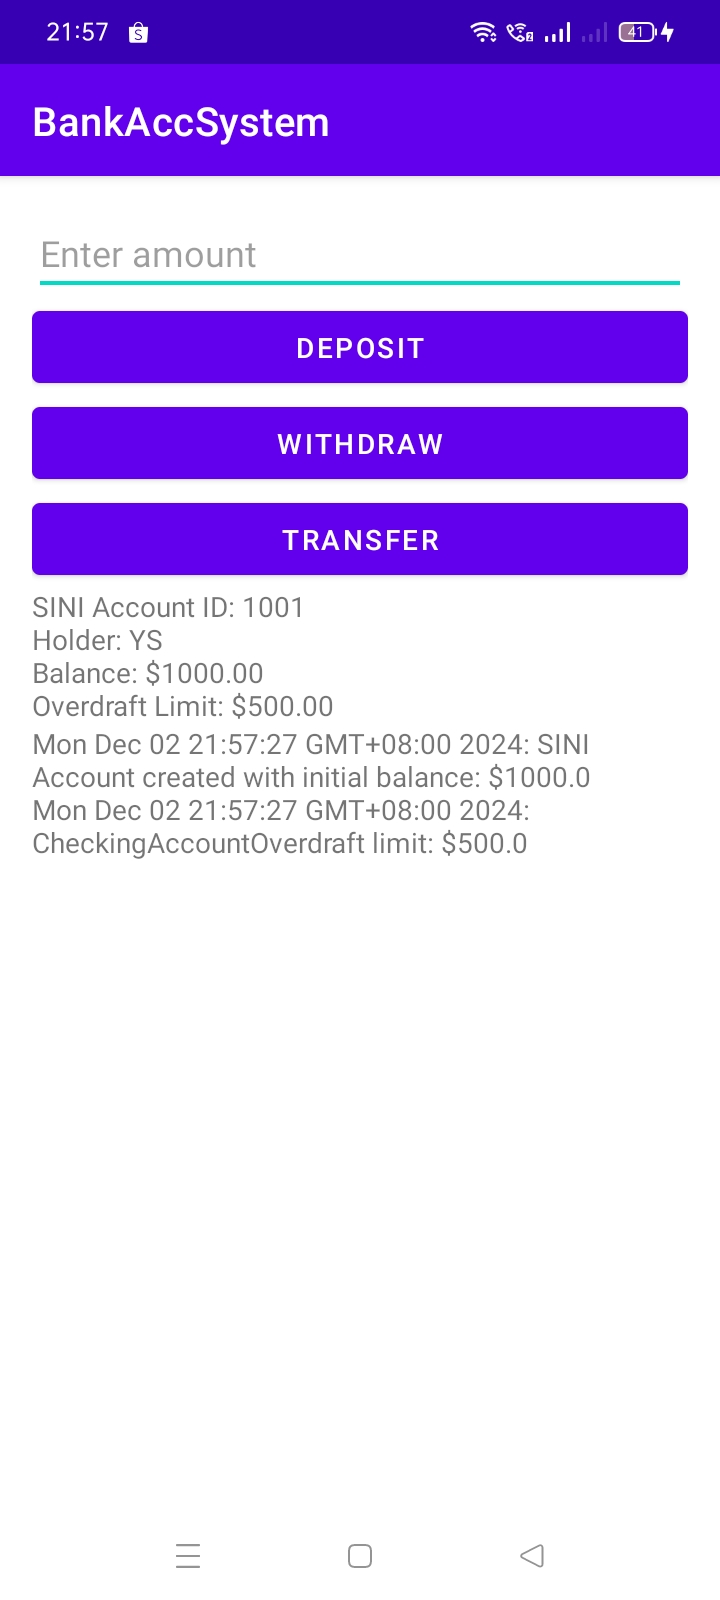 21:57
41
BankAccSystem
Enter amount
DEPOSIT
WITHDRAW
TRANSFER
SINI Account ID: 1001
Holder: YS
Balance: $1000.00
Overdraft Limit: $500.00
Mon Dec 02 21:57:27 GMT+08:00 2024: SINI
Account created with initial balance: $1000.0
Mon Dec 02 21:57:27 GMT+08:00 2024:
CheckingAccountOverdraft limit: $500.0